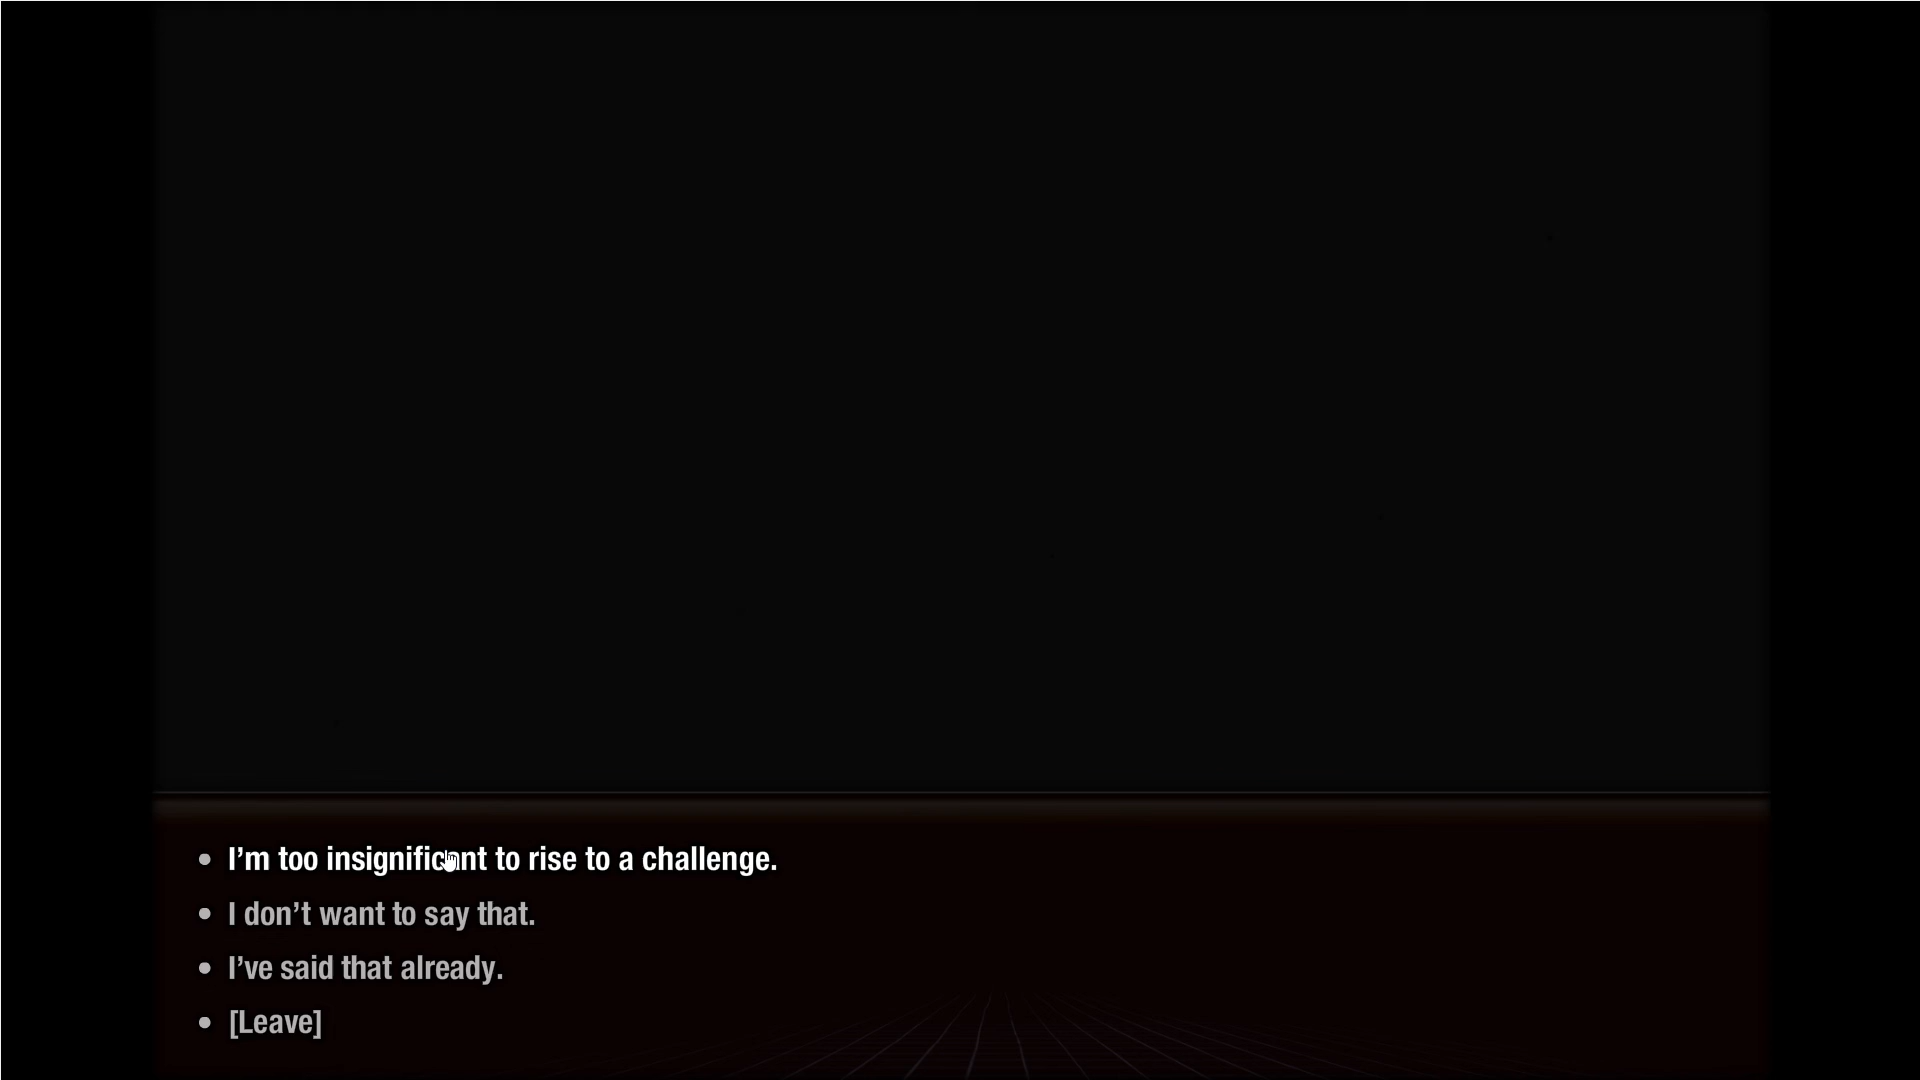 I’m too insignificant to rise to a challenge.
I don’t want to say that.
I’ve said that already.
[Leave]